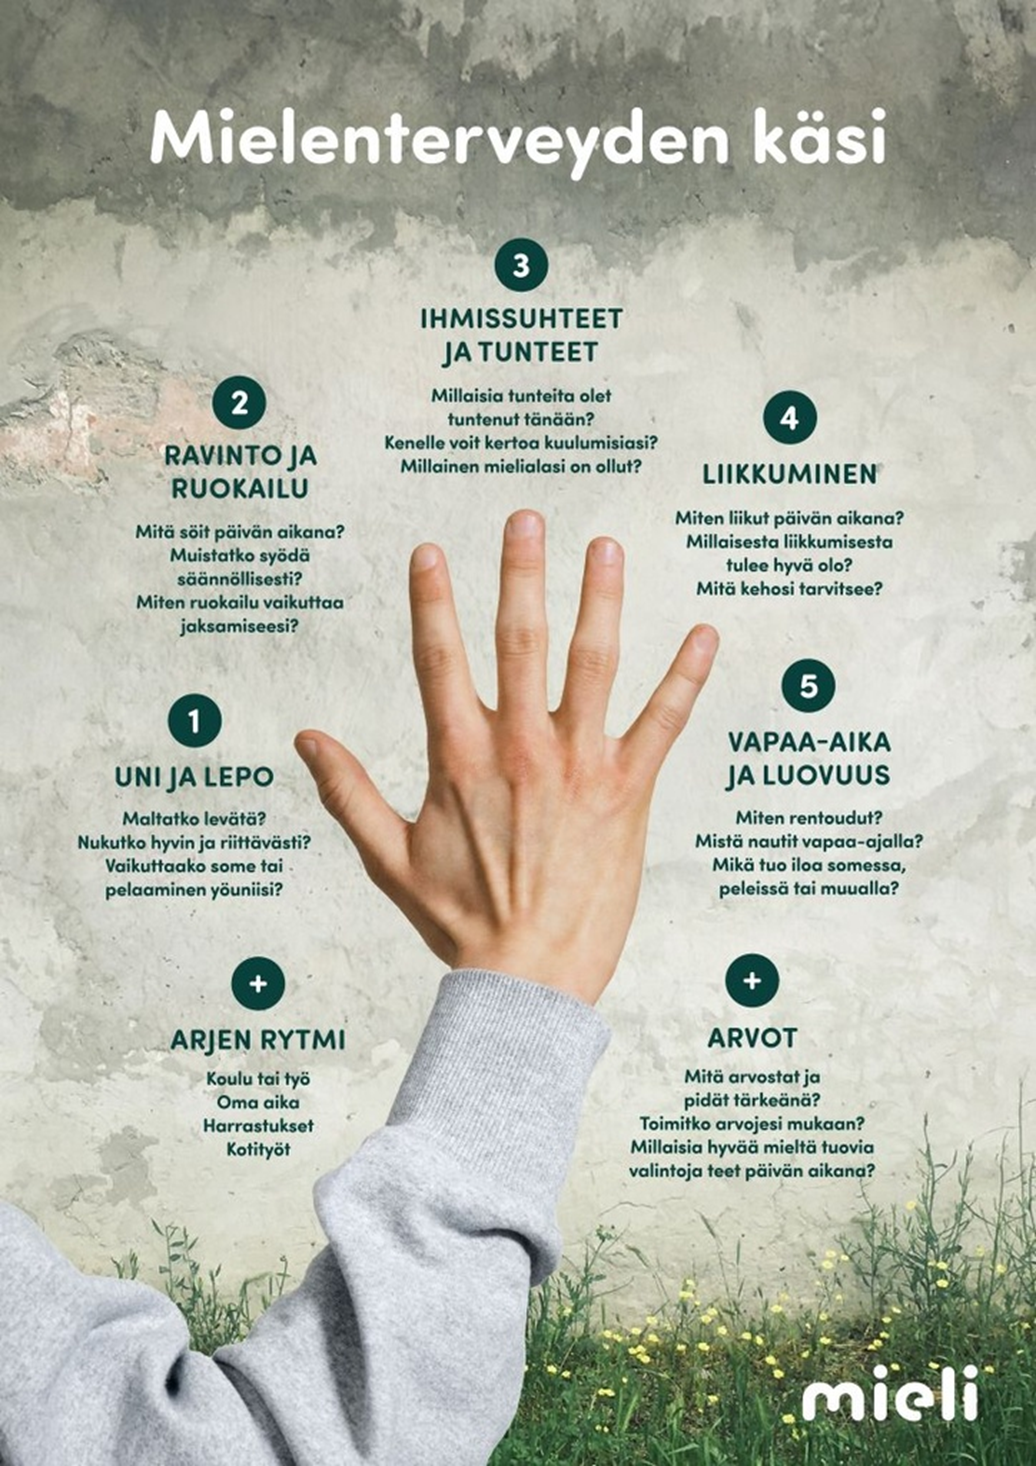 Mielenterveyden käsi
1
UNI JA LEPO
Maltatko levätä?
Nukutko hyvin ja riittävästi?
Vaikuttaako some tai
pelaaminen yöuniisi?
2
RAVINTO JA
RUOKAILU
Mitä söit päivän aikana?
Muistatko syödä
säännöllisesti?
Miten ruokailu vaikuttaa
jaksamiseesi?
3
IHMISSUHTEET
JA TUNTEET
Millaisia tunteita olet
tuntenut tänään?
Kenelle voit kertoa kuulumisiasi?
Millainen mielialasi on ollut?
4
LIIKKUMINEN
Miten liikut päivän aikana?
Millaisesta liikkumisesta
tulee hyvä olo?
Mitä kehosi tarvitsee?
5
VAPAA-AIKA
JA LUOVUUS
Miten rentoudut?
Mistä nautit vapaa-ajalla?
Mikä tuo iloa somessa,
peleissä tai muualla?
+
ARJEN RYTMI
Koulu tai työ
Oma aika
Harrastukset
Kotityöt
+
ARVOT
Mitä arvostat ja
pidät tärkeänä?
Toimitko arvojesi mukaan?
Millaisia hyvää mieltä tuovia
valintoja teet päivän aikana?
mieli